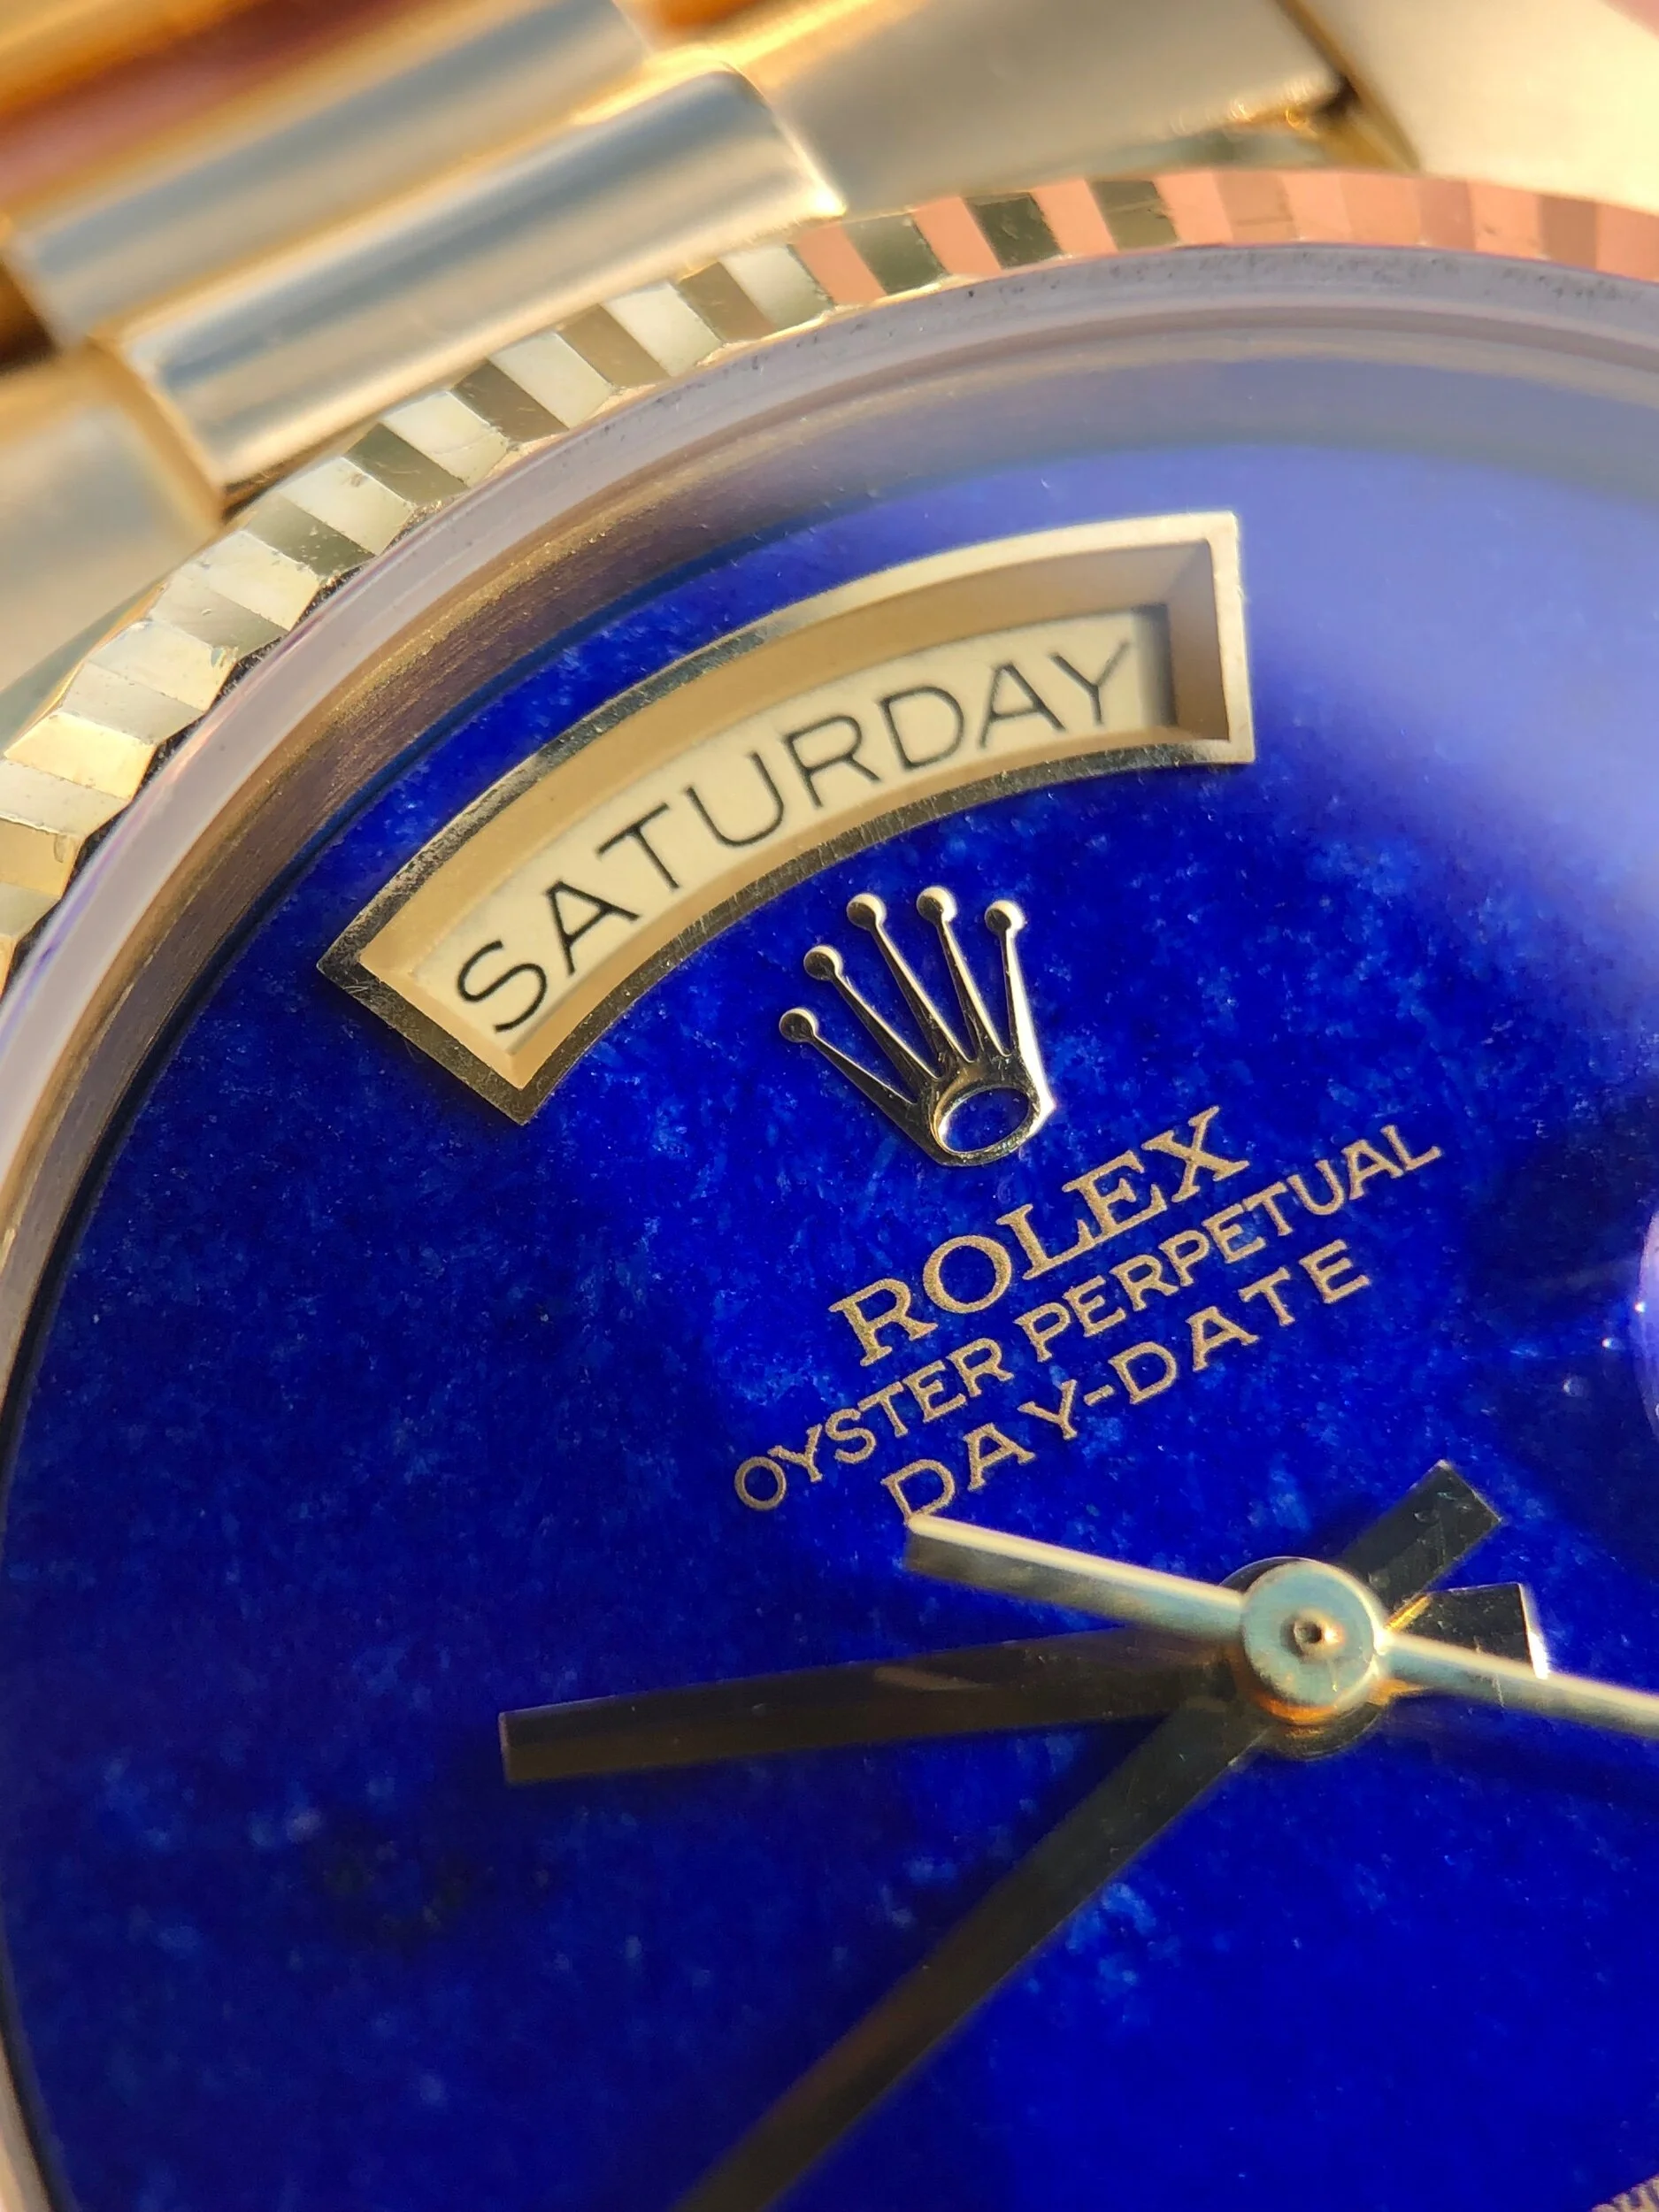 SATURDAY
ROLEX
OYSTER PERPETUAL
DAY-DATE